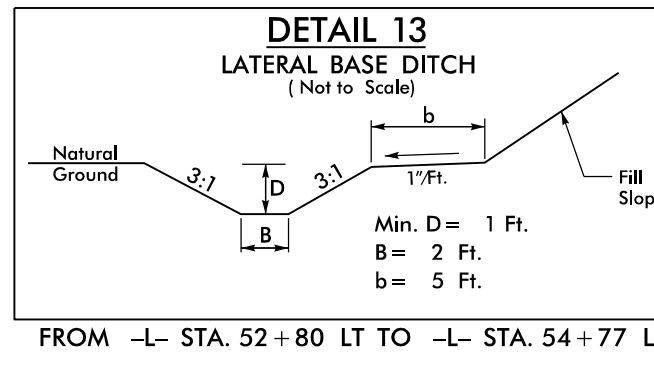 DETAIL 13
LATERAL BASE DITCH
( Not to Scale)
b
Natural
Ground
3:1
D
3:1
1"/Ft.
Fill
Slop
B
Min. D= 1 Ft.
B= 2 Ft.
b= 5 Ft.
FROM -L- STA. 52+80 LT TO -L- STA. 54+77 L